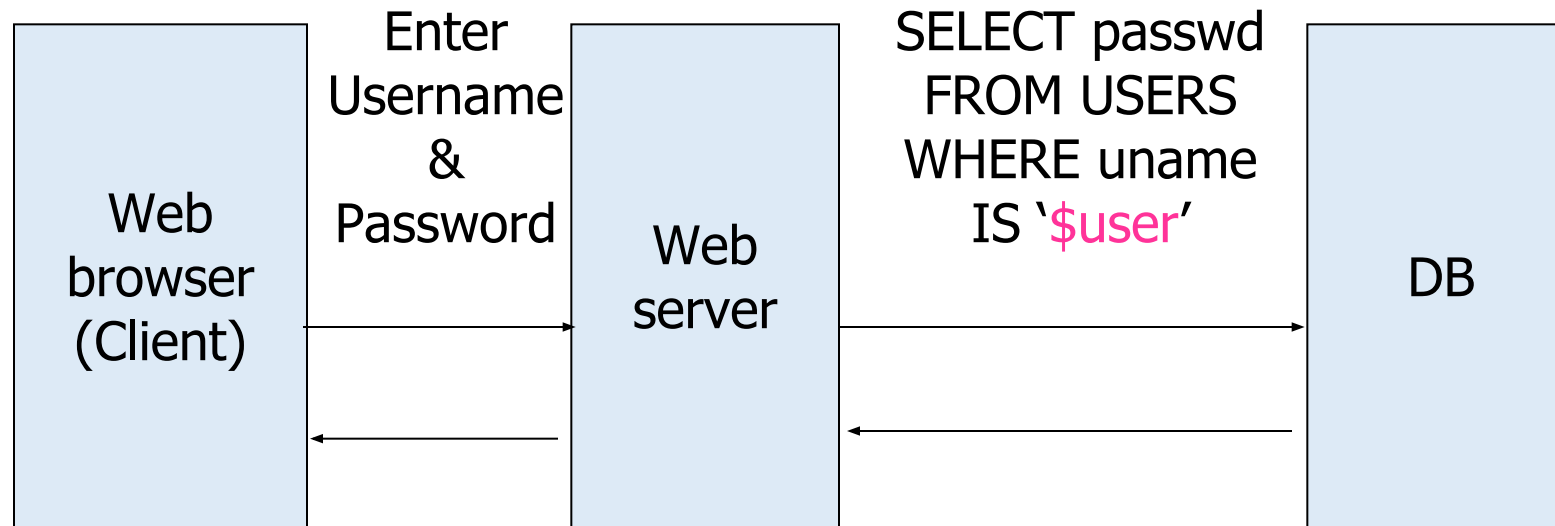 Web
browser
(Client)
Enter
Username
&
Password
Web
server
SELECT passwd
FROM USERS
WHERE uname
IS ‘$user’
DB